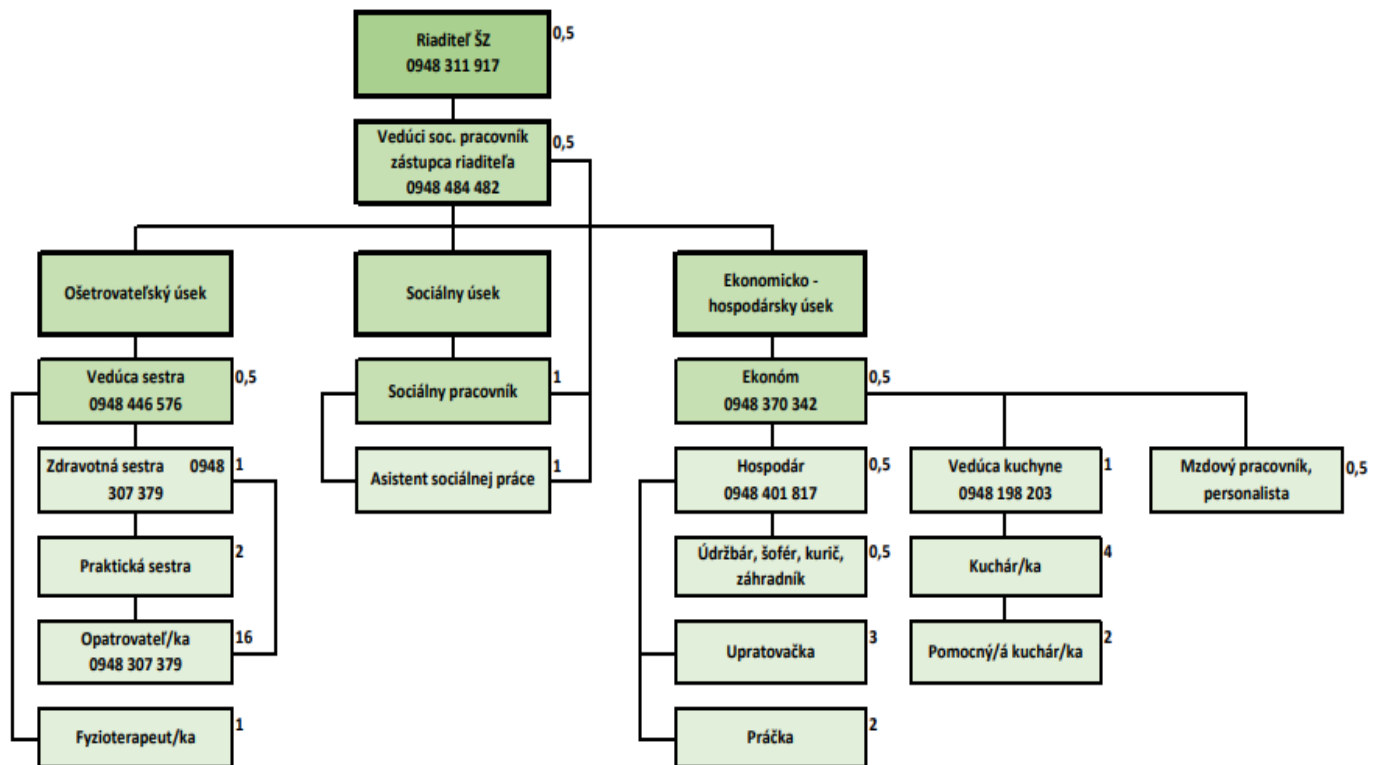 Riaditeľ ŠZ
0948 311 917
0,5
Vedúci soc. pracovník
zástupca riaditeľa
0948 484 482
0,5
Ošetrovateľský úsek
Sociálny úsek
Ekonomicko -
hospodársky úsek
Vedúca sestra
0948 446 576
0,5
Sociálny pracovník
1
Ekonóm
0948 370 342
0,5
Zdravotná sestra 0948
307 379
1
Asistent sociálnej práce
1
Hospodár
0948 401 817
0,5
Vedúca kuchyne
0948 198 203
1
Mzdový pracovník,
personalista
0,5
Praktická sestra
2
Údržbár, šofér, kurič,
záhradník
0,5
Kuchár/ka
4
Opatrovateľ/ka
0948 307 379
16
Upratovačka
3
Pomocný/á kuchár/ka
2
Fyzioterapeut/ka
1
Práčka
2